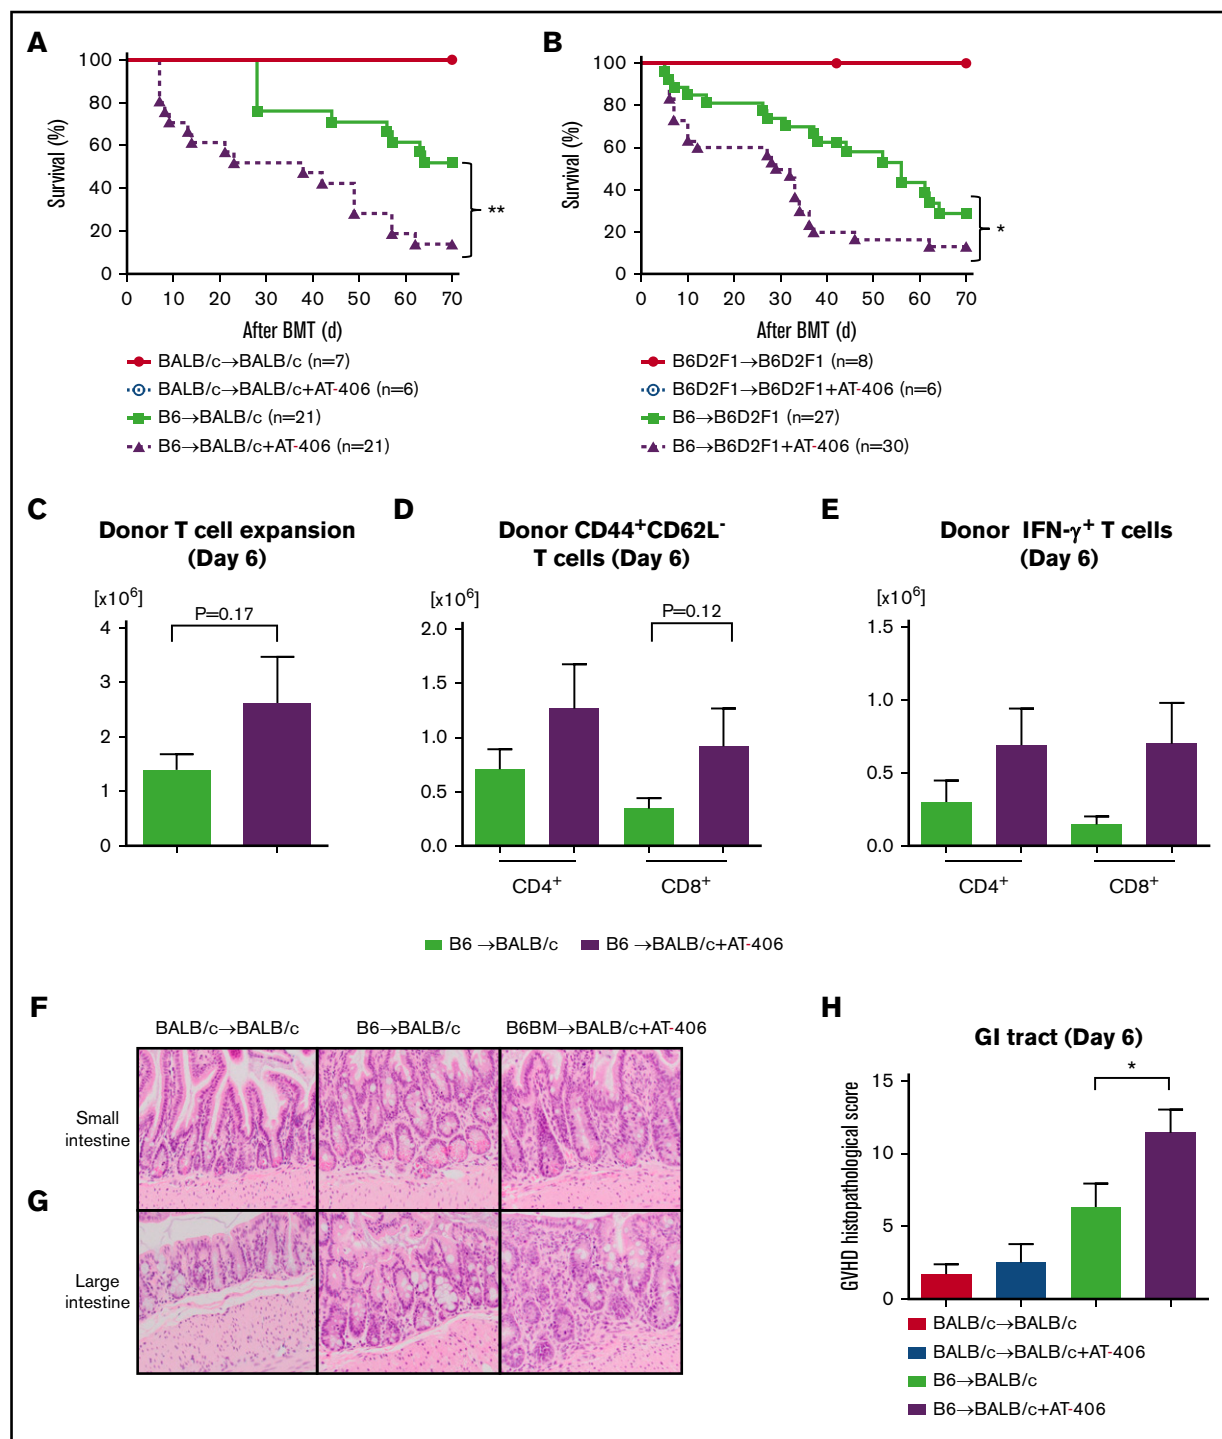 A
100
80
60
40
20
0
Survival (%)
0 10 20 30 40 50 60 70
After BMT (d)
**
BALB/c→BALB/c (n=7)
BALB/c→BALB/c+AT-406 (n=6)
B6→BALB/c (n=21)
B6→BALB/c+AT-406 (n=21)
B
100
80
60
40
20
0
Survival (%)
0 10 20 30 40 50 60 70
After BMT (d)
*
B6D2F1→B6D2F1 (n=8)
B6D2F1→B6D2F1+AT-406 (n=6)
B6→B6D2F1 (n=27)
B6→B6D2F1+AT-406 (n=30)
C
Donor T cell expansion
(Day 6)
[x10⁶]
P=0.17
4
3
2
1
0
D
Donor CD44⁺CD62L⁻
T cells (Day 6)
[x10⁶]
P=0.12
2.0
1.5
1.0
0.5
0.0
CD4⁺ CD8⁺
E
Donor IFN-γ⁺ T cells
(Day 6)
[x10⁶]
1.5
1.0
0.5
0.0
CD4⁺ CD8⁺
B6 →BALB/c B6 →BALB/c+AT-406
F
BALB/c→BALB/c B6→BALB/c B6BM→BALB/c+AT-406
Small
intestine
G
Large
intestine
H
GI tract (Day 6)
*
15
10
5
0
GVHD histopathological score
BALB/c→BALB/c
BALB/c→BALB/c+AT-406
B6→BALB/c
B6→BALB/c+AT-406